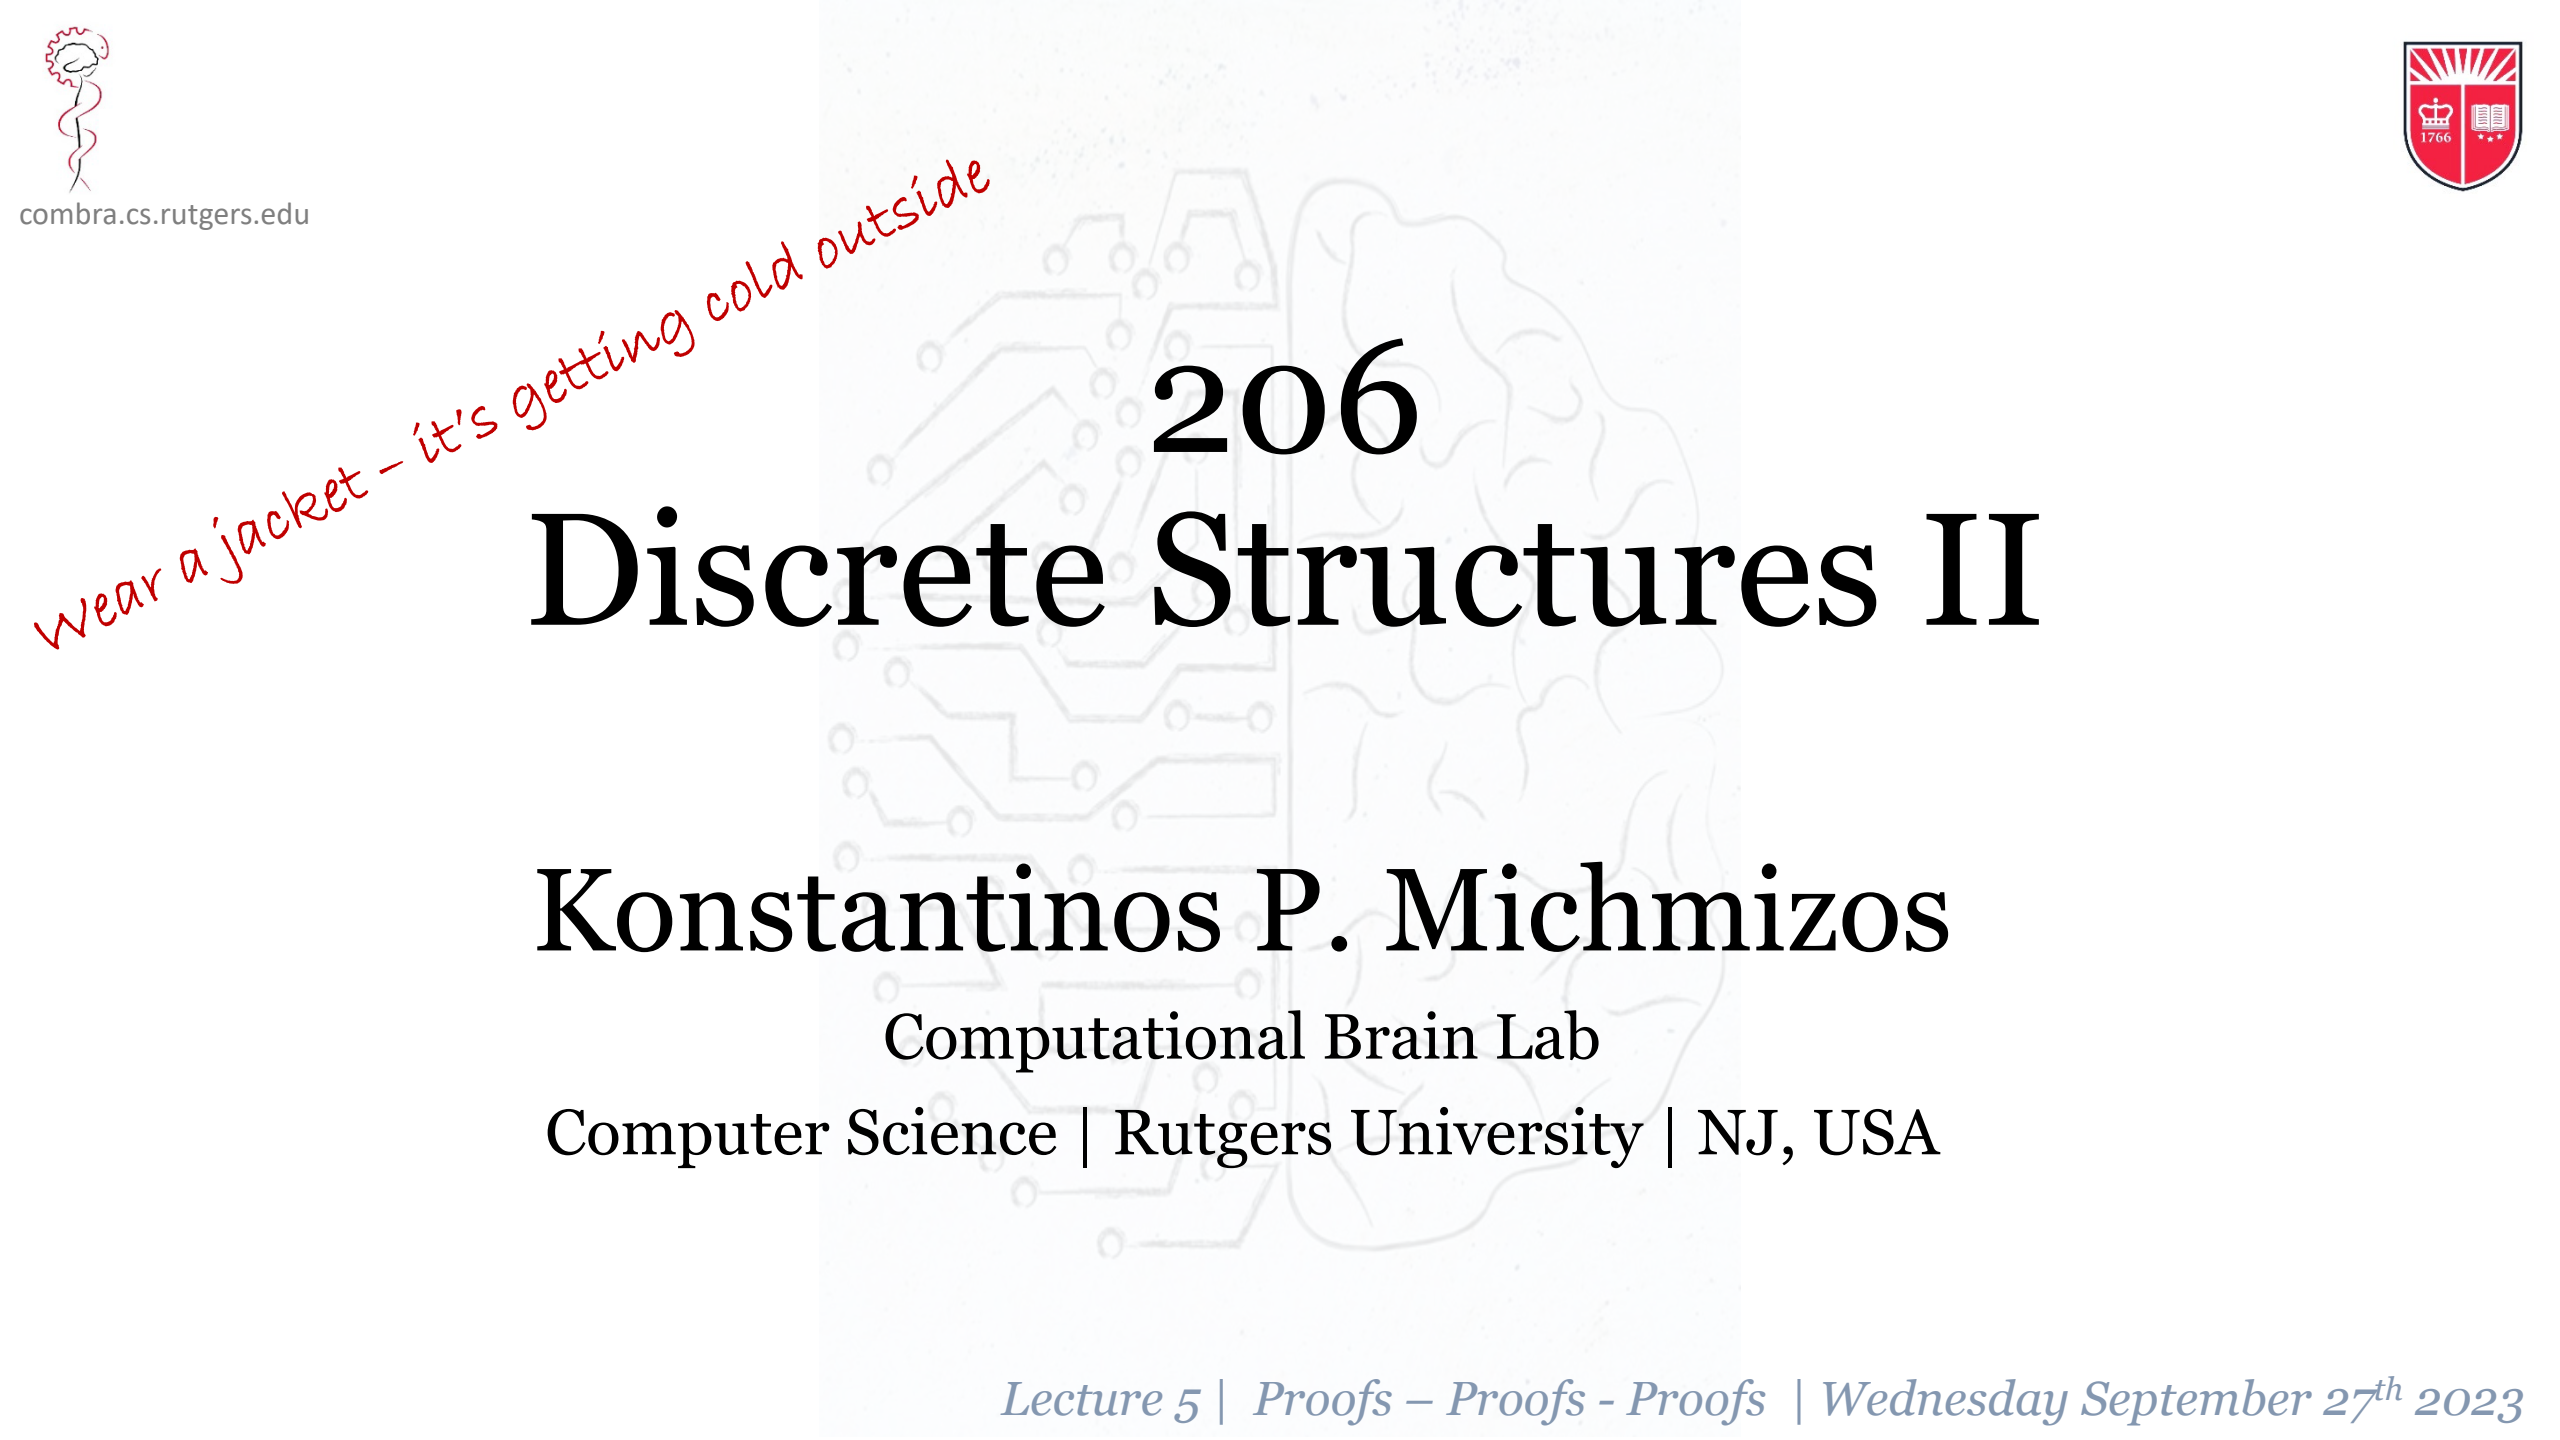 combra.cs.rutgers.edu
1766
Wear a jacket – it's getting cold outside
206
Discrete Structures II
Konstantinos P. Michmizos
Computational Brain Lab
Computer Science | Rutgers University | NJ, USA
Lecture 5 | Proofs – Proofs - Proofs | Wednesday September 27th 2023